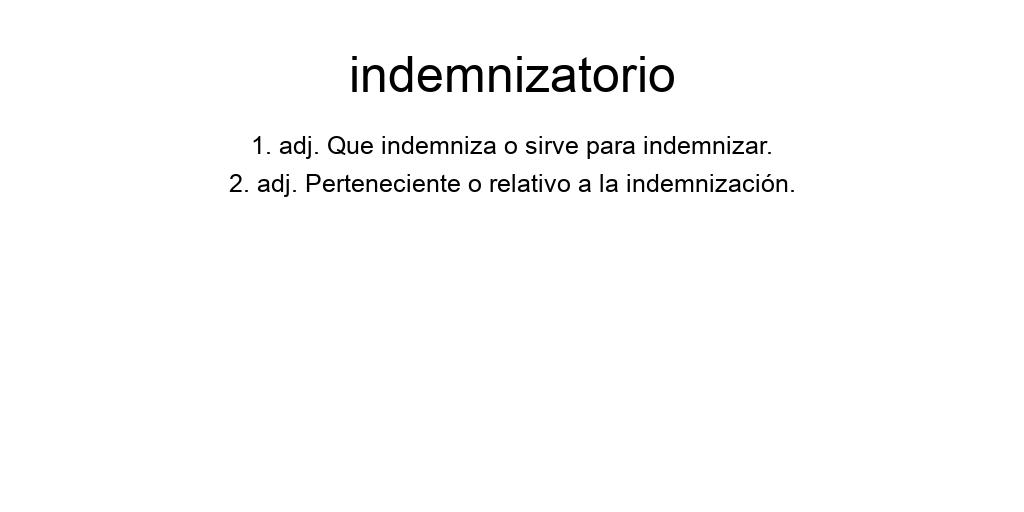 indemnizatorio
1. adj. Que indemniza o sirve para indemnizar.
2. adj. Perteneciente o relativo a la indemnización.